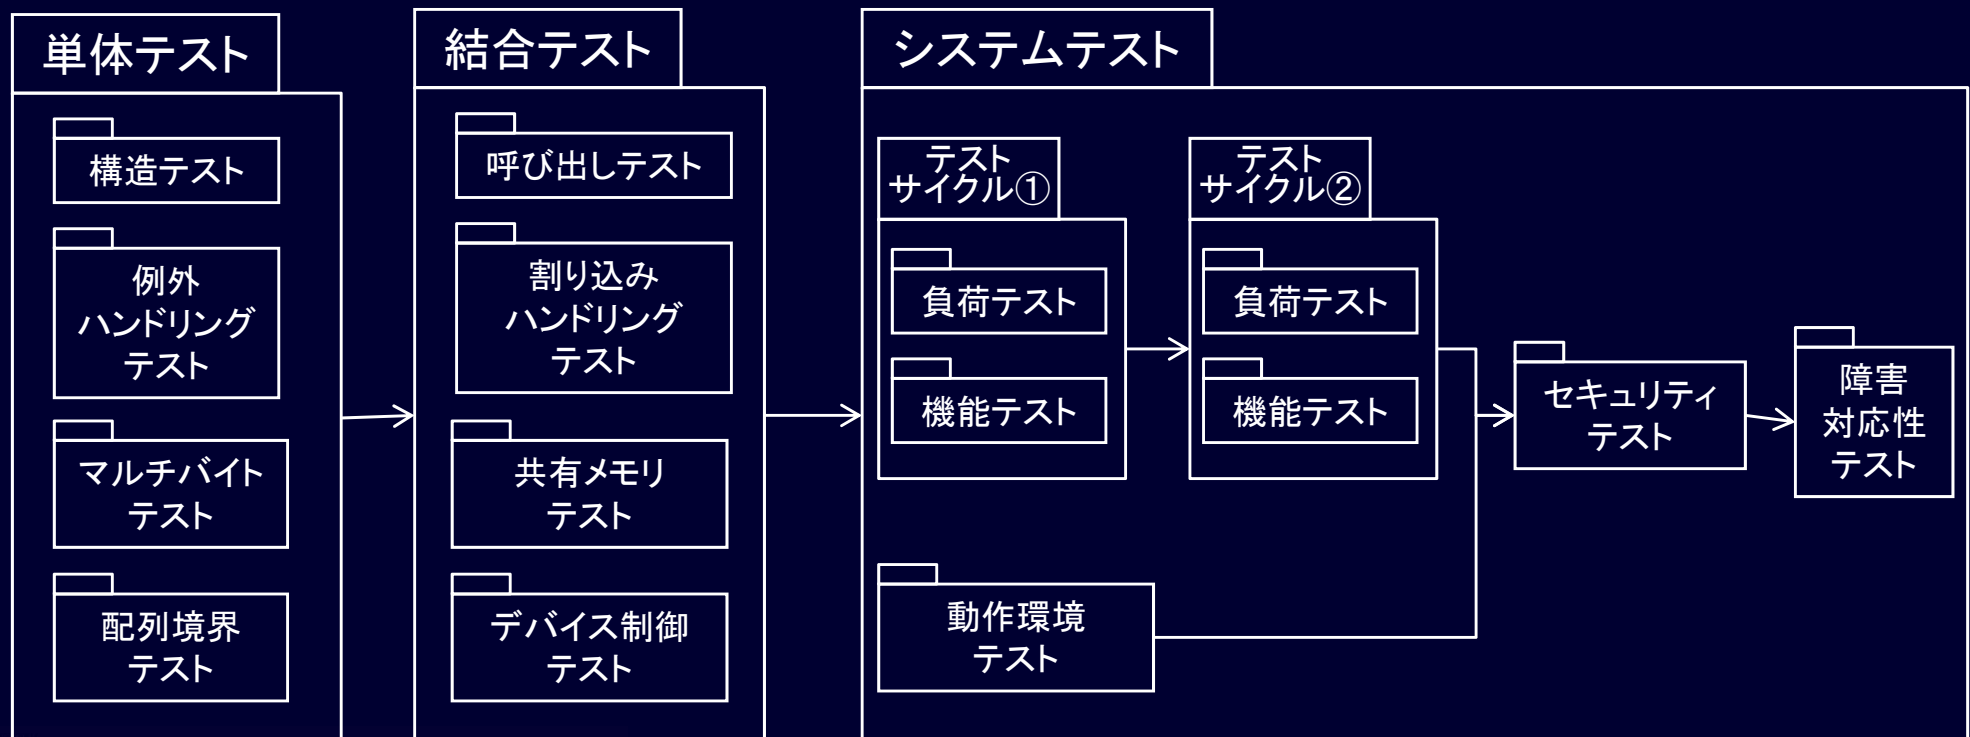 単体テスト
構造テスト
例外
ハンドリング
テスト
マルチバイト
テスト
配列境界
テスト
結合テスト
呼び出しテスト
割り込み
ハンドリング
テスト
共有メモリ
テスト
デバイス制御
テスト
システムテスト
テスト
サイクル①
負荷テスト
機能テスト
テスト
サイクル②
負荷テスト
機能テスト
動作環境
テスト
セキュリティ
テスト
障害
対応性
テスト